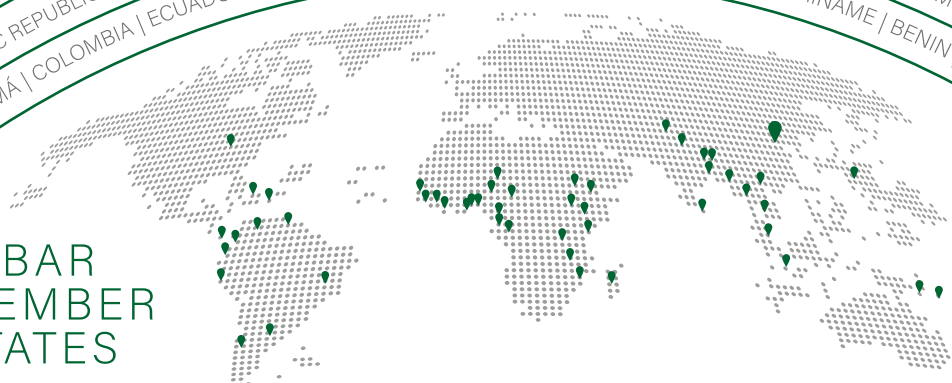 C REPUBLIC
MÁ | COLOMBIA | ECUADO
INAME | BENIN
BAR
EMBER
TATES